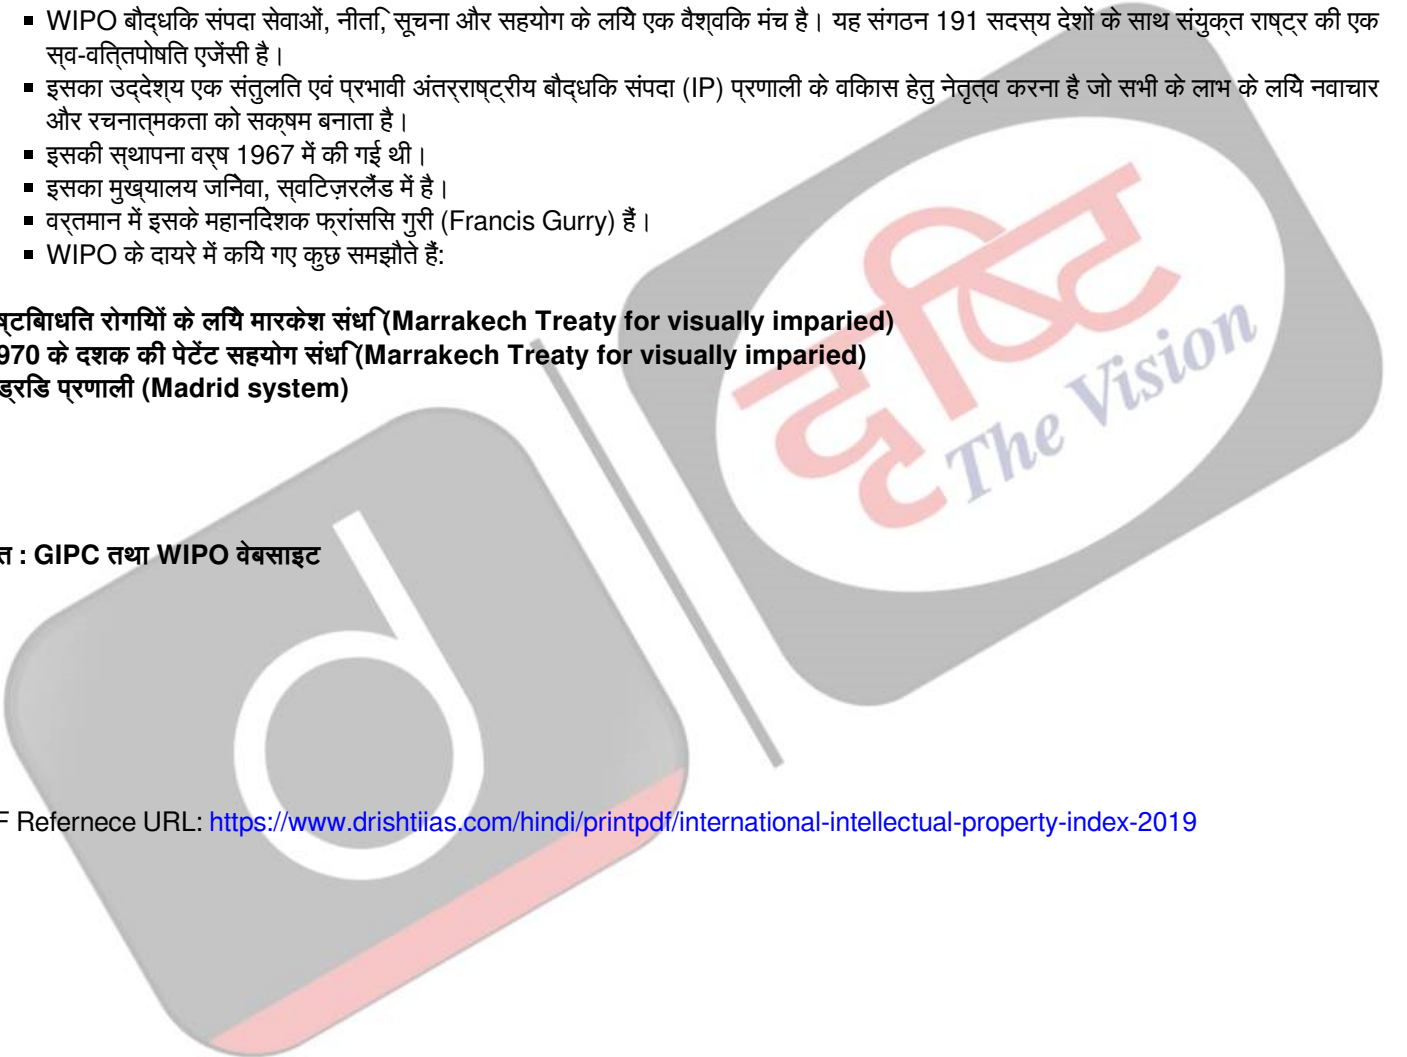 ▪ WIPO बौद्धिक संपदा सेवाओं, नीति, सूचना और सहयोग के लिये एक वैश्विक मंच है। यह संगठन 191 सदस्य देशों के साथ संयुक्त राष्ट्र की एक
स्व-वित्तपोषित एजेंसी है।
▪ इसका उद्देश्य एक संतुलित एवं प्रभावी अंतर्राष्ट्रीय बौद्धिक संपदा (IP) प्रणाली के विकास हेतु नेतृत्व करना है जो सभी के लाभ के लिये नवाचार
और रचनात्मकता को सक्षम बनाता है।
▪ इसकी स्थापना वर्ष 1967 में की गई थी।
▪ इसका मुख्यालय जिनेवा, स्विटज़रलैंड में है।
▪ वर्तमान में इसके महानिदेशक फ्रांसिस गुरी (Francis Gurry) हैं।
▪ WIPO के दायरे में किये गए कुछ समझौते हैं:
ष्टिबाधित रोगियों के लिये मारकेश संधि (Marrakech Treaty for visually imparied)
970 के दशक की पेटेंट सहयोग संधि (Marrakech Treaty for visually imparied)
ड्रिड प्रणाली (Madrid system)
त : GIPC तथा WIPO वेबसाइट
F Refernece URL: https://www.drishtiias.com/hindi/printpdf/international-intellectual-property-index-2019
d
दृष्टि
The Vision